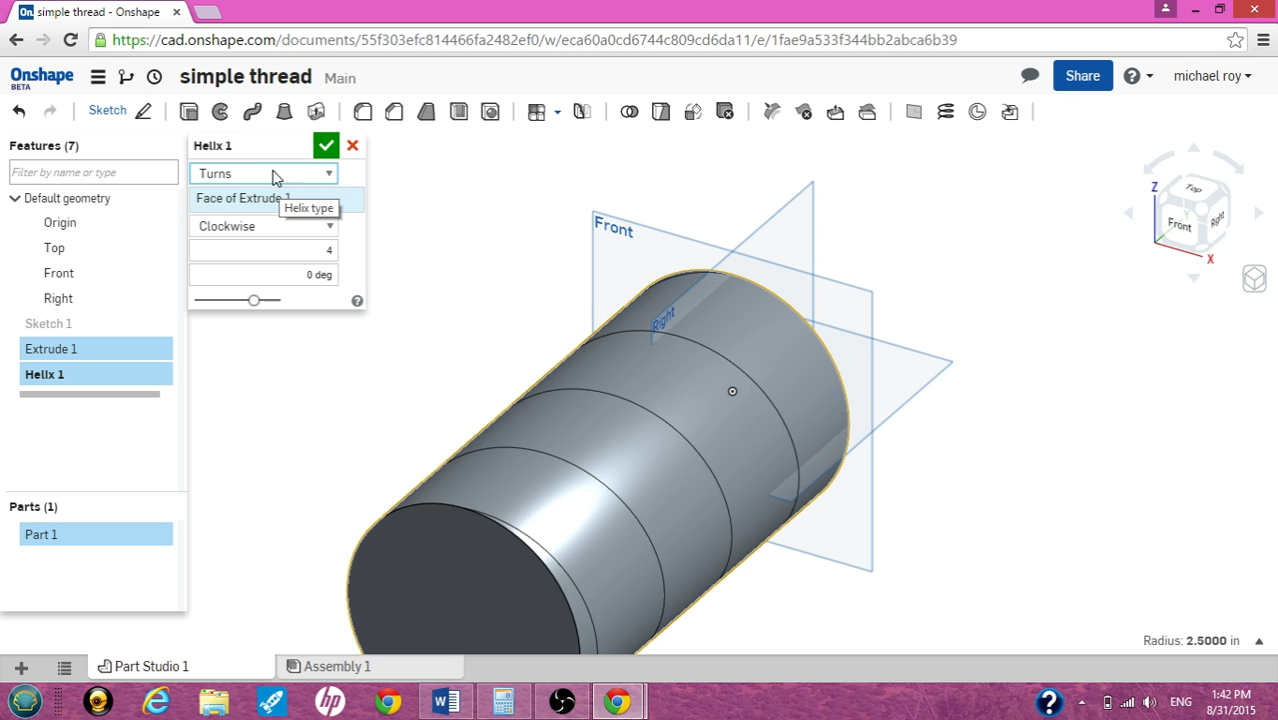 On simple thread - Onshape ×
https://cad.onshape.com/documents/55f303efc814466fa2482ef0/w/eca60a0cd6744c809cd6da11/e/1fae9a533f344bb2abca6b39
Onshape
BETA
simple thread Main
Share
?
michael roy
Sketch
Features (7)
Filter by name or type
Default geometry
Origin
Top
Front
Right
Sketch 1
Extrude 1
Helix 1
Parts (1)
Part 1
Helix 1
Turns
Face of Extrude 1
Helix type
Clockwise
4
0 deg
?
Front
Right
Z
Top
Y
Front
Right
X
Radius: 2.5000 in
Part Studio 1
Assembly 1
W
hp
?
ENG
1:42 PM
8/31/2015